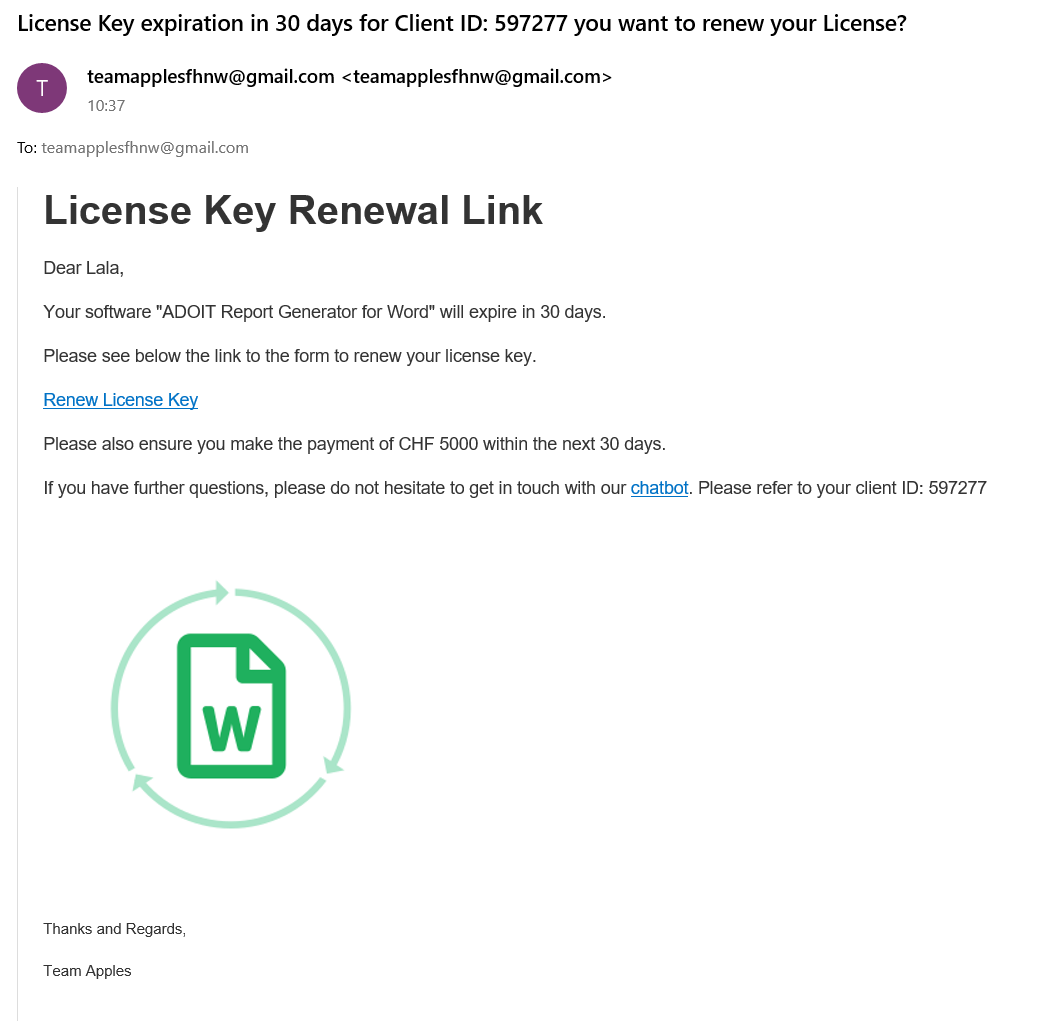 License Key expiration in 30 days for Client ID: 597277 you want to renew your License?
T
teamapplesfhnw@gmail.com <teamapplesfhnw@gmail.com>
10:37
To: teamapplesfhnw@gmail.com
License Key Renewal Link
Dear Lala,
Your software "ADOIT Report Generator for Word" will expire in 30 days.
Please see below the link to the form to renew your license key.
Renew License Key
Please also ensure you make the payment of CHF 5000 within the next 30 days.
If you have further questions, please do not hesitate to get in touch with our chatbot. Please refer to your client ID: 597277
W
Thanks and Regards,
Team Apples